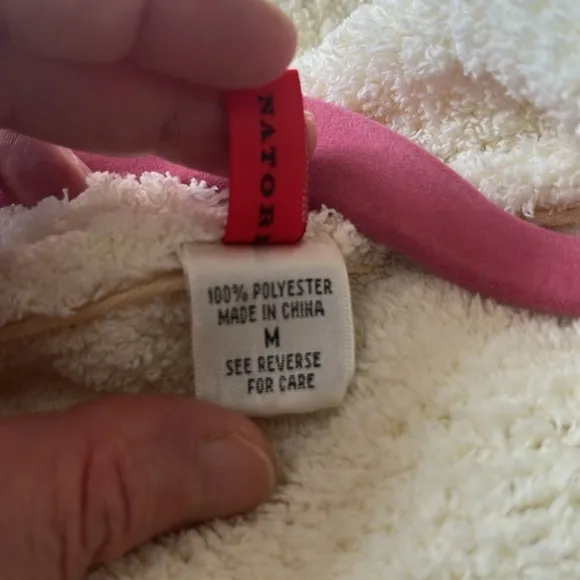 NATORI
100% POLYESTER
MADE IN CHINA
M
SEE REVERSE
FOR CARE